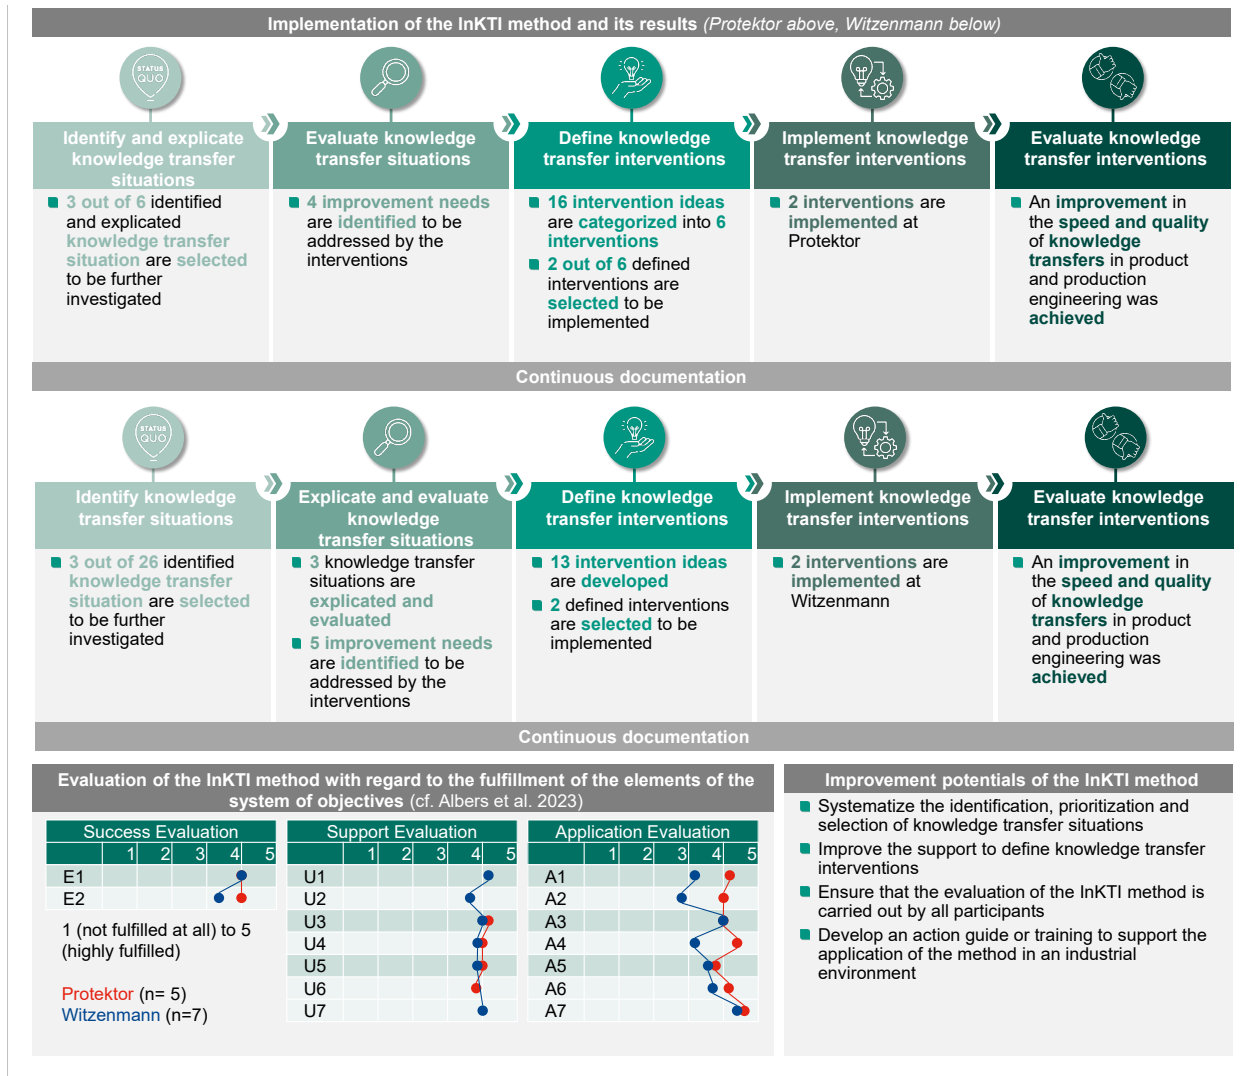 Implementation of the InKTI method and its results (Protektor above, Witzenmann below)
STATUS
QUO
Identify and explicate
knowledge transfer
situations
3 out of 6 identified
and explicated
knowledge transfer
situation are selected
to be further
investigated
Evaluate knowledge
transfer situations
4 improvement needs
are identified to be
addressed by the
interventions
Define knowledge
transfer interventions
16 intervention ideas
are categorized into 6
interventions
2 out of 6 defined
interventions are
selected to be
implemented
Implement knowledge
transfer interventions
2 interventions are
implemented at
Protektor
Evaluate knowledge
transfer interventions
An improvement in
the speed and quality
of knowledge
transfers in product
and production
engineering was
achieved
Continuous documentation
STATUS
QUO
Identify knowledge
transfer situations
3 out of 26 identified
knowledge transfer
situation are selected
to be further
investigated
Explicate and evaluate
knowledge
transfer situations
3 knowledge transfer
situations are
explicated and
evaluated
5 improvement needs
are identified to be
addressed by the
interventions
Define knowledge
transfer interventions
13 intervention ideas
are developed
2 defined interventions
are selected to be
implemented
Implement knowledge
transfer interventions
2 interventions are
implemented at
Witzenmann
Evaluate knowledge
transfer interventions
An improvement in
the speed and quality
of knowledge
transfers in product
and production
engineering was
achieved
Continuous documentation
Evaluation of the InKTI method with regard to the fulfillment of the elements of the
system of objectives (cf. Albers et al. 2023)
Success Evaluation
1 2 3 4 5
E1
E2
1 (not fulfilled at all) to 5
(highly fulfilled)
Protektor (n= 5)
Witzenmann (n=7)
Support Evaluation
1 2 3 4 5
U1
U2
U3
U4
U5
U6
U7
Application Evaluation
1 2 3 4 5
A1
A2
A3
A4
A5
A6
A7
Improvement potentials of the InKTI method
Systematize the identification, prioritization and
selection of knowledge transfer situations
Improve the support to define knowledge transfer
interventions
Ensure that the evaluation of the InKTI method is
carried out by all participants
Develop an action guide or training to support the
application of the method in an industrial
environment